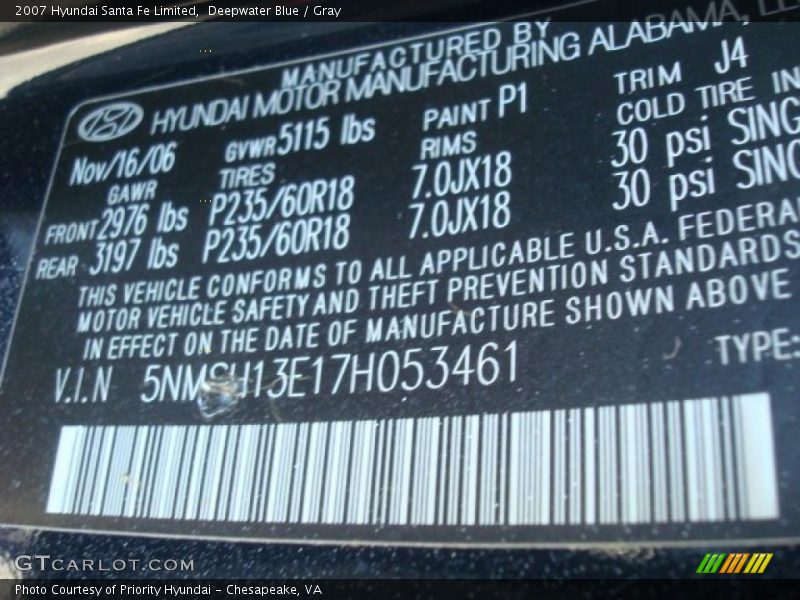 2007 Hyundai Santa Fe Limited, Deepwater Blue / Gray
MANUFACTURED BY
HYUNDAI MOTOR MANUFACTURING ALABAMA,
Nov/16/06 GVWR 5115 lbs PAINT P1 TRIM J4
GAWR TIRES RIMS COLD TIRE
FRONT 2976 lbs P235/60R18 7.0JX18 30 psi
REAR 3197 lbs P235/60R18 7.0JX18 30 psi
THIS VEHICLE CONFORMS TO ALL APPLICABLE U.S.A. FEDERAL
MOTOR VEHICLE SAFETY AND THEFT PREVENTION STANDARDS
IN EFFECT ON THE DATE OF MANUFACTURE SHOWN ABOVE
V.I.N 5NMSH13E17H053461 TYPE:
GTCARLOT.COM
Photo Courtesy of Priority Hyundai - Chesapeake, VA